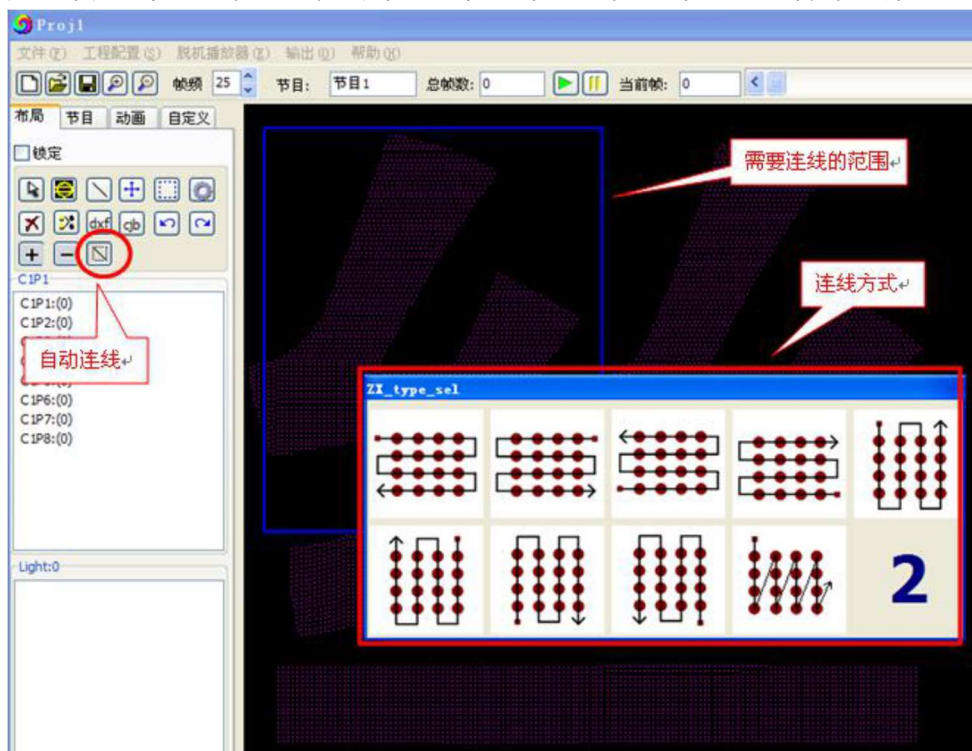 Proj1
文件(F) 工程配置(S) 脱机播放器(E) 输出(O) 帮助(H)
帧频 25 节目: 节目1 总帧数: 0 当前帧: 0
布局 节目 动画 自定义
锁定
dxf cjb
需要连线的范围
连线方式
C1P1
C1P1:(0)
C1P2:(0)
自动连线
C1P6:(0)
C1P7:(0)
C1P8:(0)
ZX_type_sel
2
Light:0